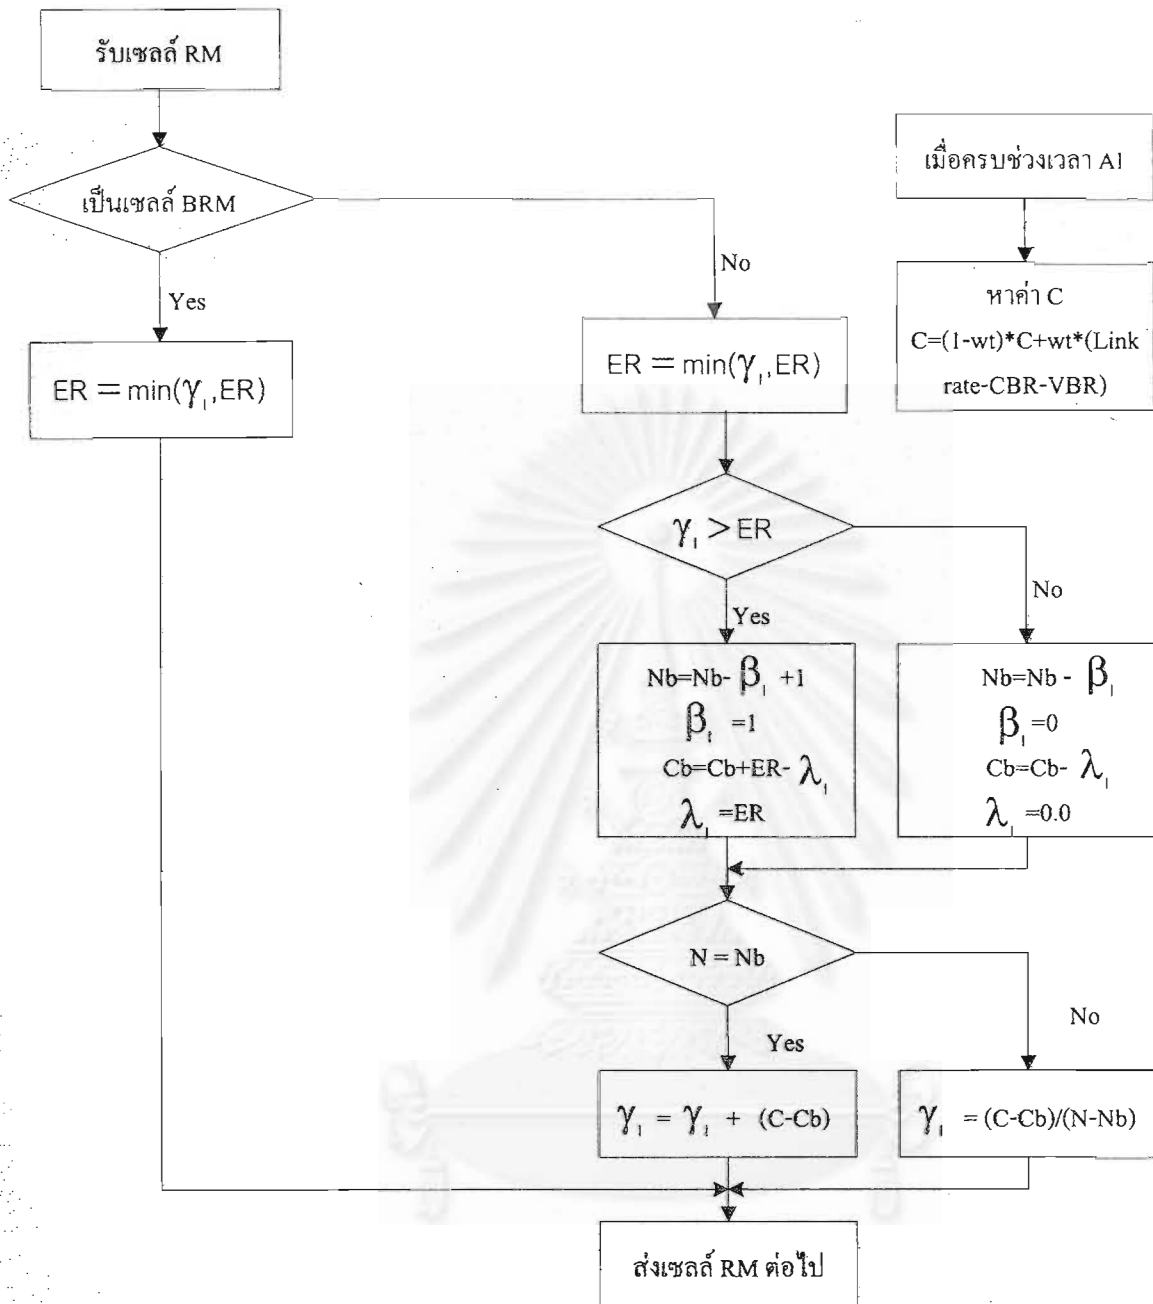 รับเซลล์ RM
เป็นเซลล์ BRM
Yes
ER = min(γ₁,ER)
No
ER = min(γ₁,ER)
เมื่อครบช่วงเวลา AI
หาค่า C
C=(1-wt)*C+wt*(Link
rate-CBR-VBR)
γ₁ > ER
Yes
No
Nb=Nb- β₁ +1
β₁ =1
Cb=Cb+ER- λ₁
λ₁ =ER
Nb=Nb - β₁
β₁ =0
Cb=Cb- λ₁
λ₁ =0.0
N = Nb
Yes
No
γ₁ = γ₁ + (C-Cb)
γ₁ = (C-Cb)/(N-Nb)
ส่งเซลล์ RM ต่อไป